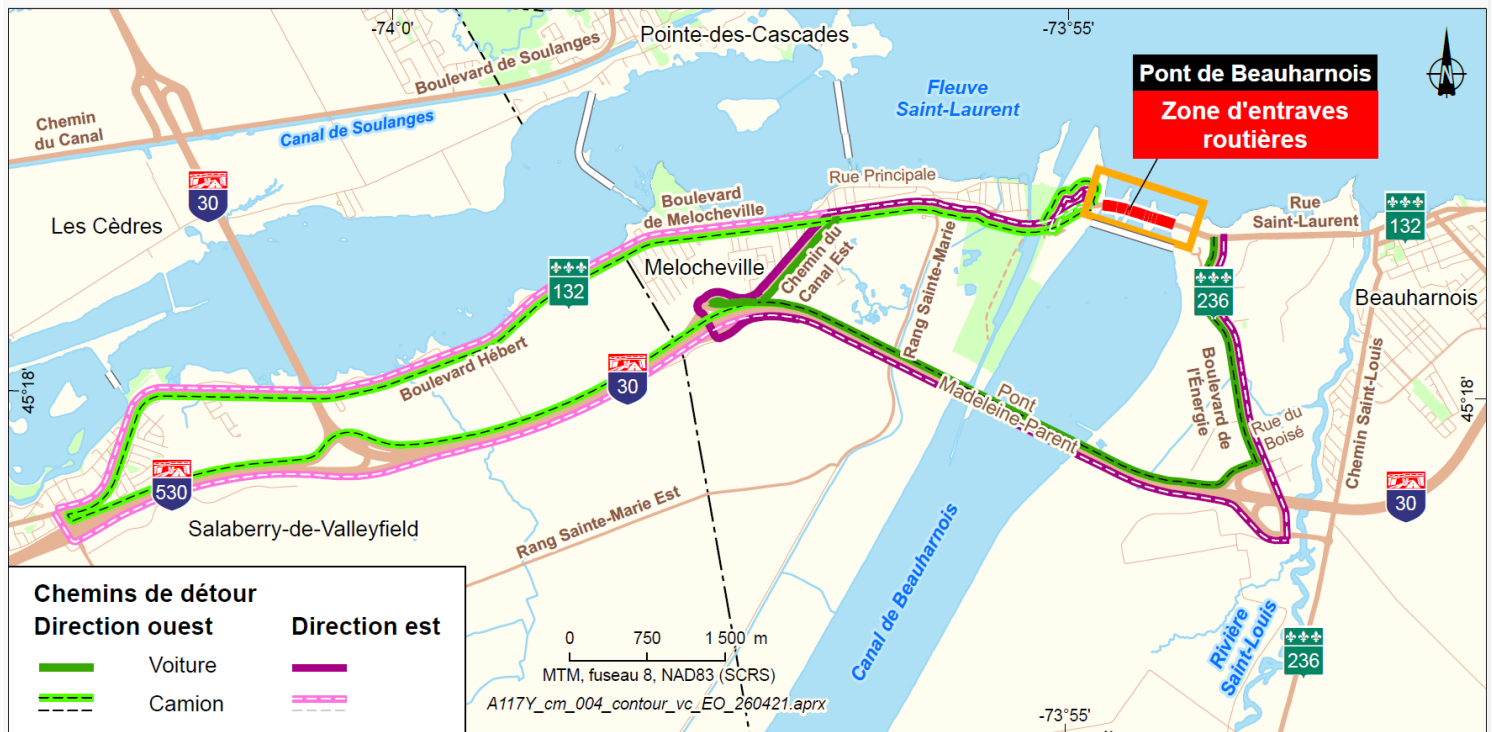 -74°0'
-73°55'
Pointe-des-Cascades
Boulevard de Soulanges
Chemin
du Canal
Canal de Soulanges
Fleuve
Saint-Laurent
N
Pont de Beauharnois
Zone d'entraves
routières
30
Les Cèdres
Boulevard
de Melocheville
Rue Principale
Rue
Saint-Laurent
132
132
Melocheville
Chemin du
Canal Est
Rang Sainte-Marie
236
Beauharnois
Boulevard Hébert
30
45°18'
45°18'
Pont
Madeleine-Parent
Boulevard de
l'Énergie
Rue du
Boisé
Chemin Saint-Louis
530
30
Salaberry-de-Valleyfield
Rang Sainte-Marie Est
Canal de Beauharnois
Rivière
Saint-Louis
236
Chemins de détour
Direction ouest Direction est
Voiture
Camion
0 750 1 500 m
MTM, fuseau 8, NAD83 (SCRS)
A117Y_cm_004_contour_vc_EO_260421.aprx
-73°55'